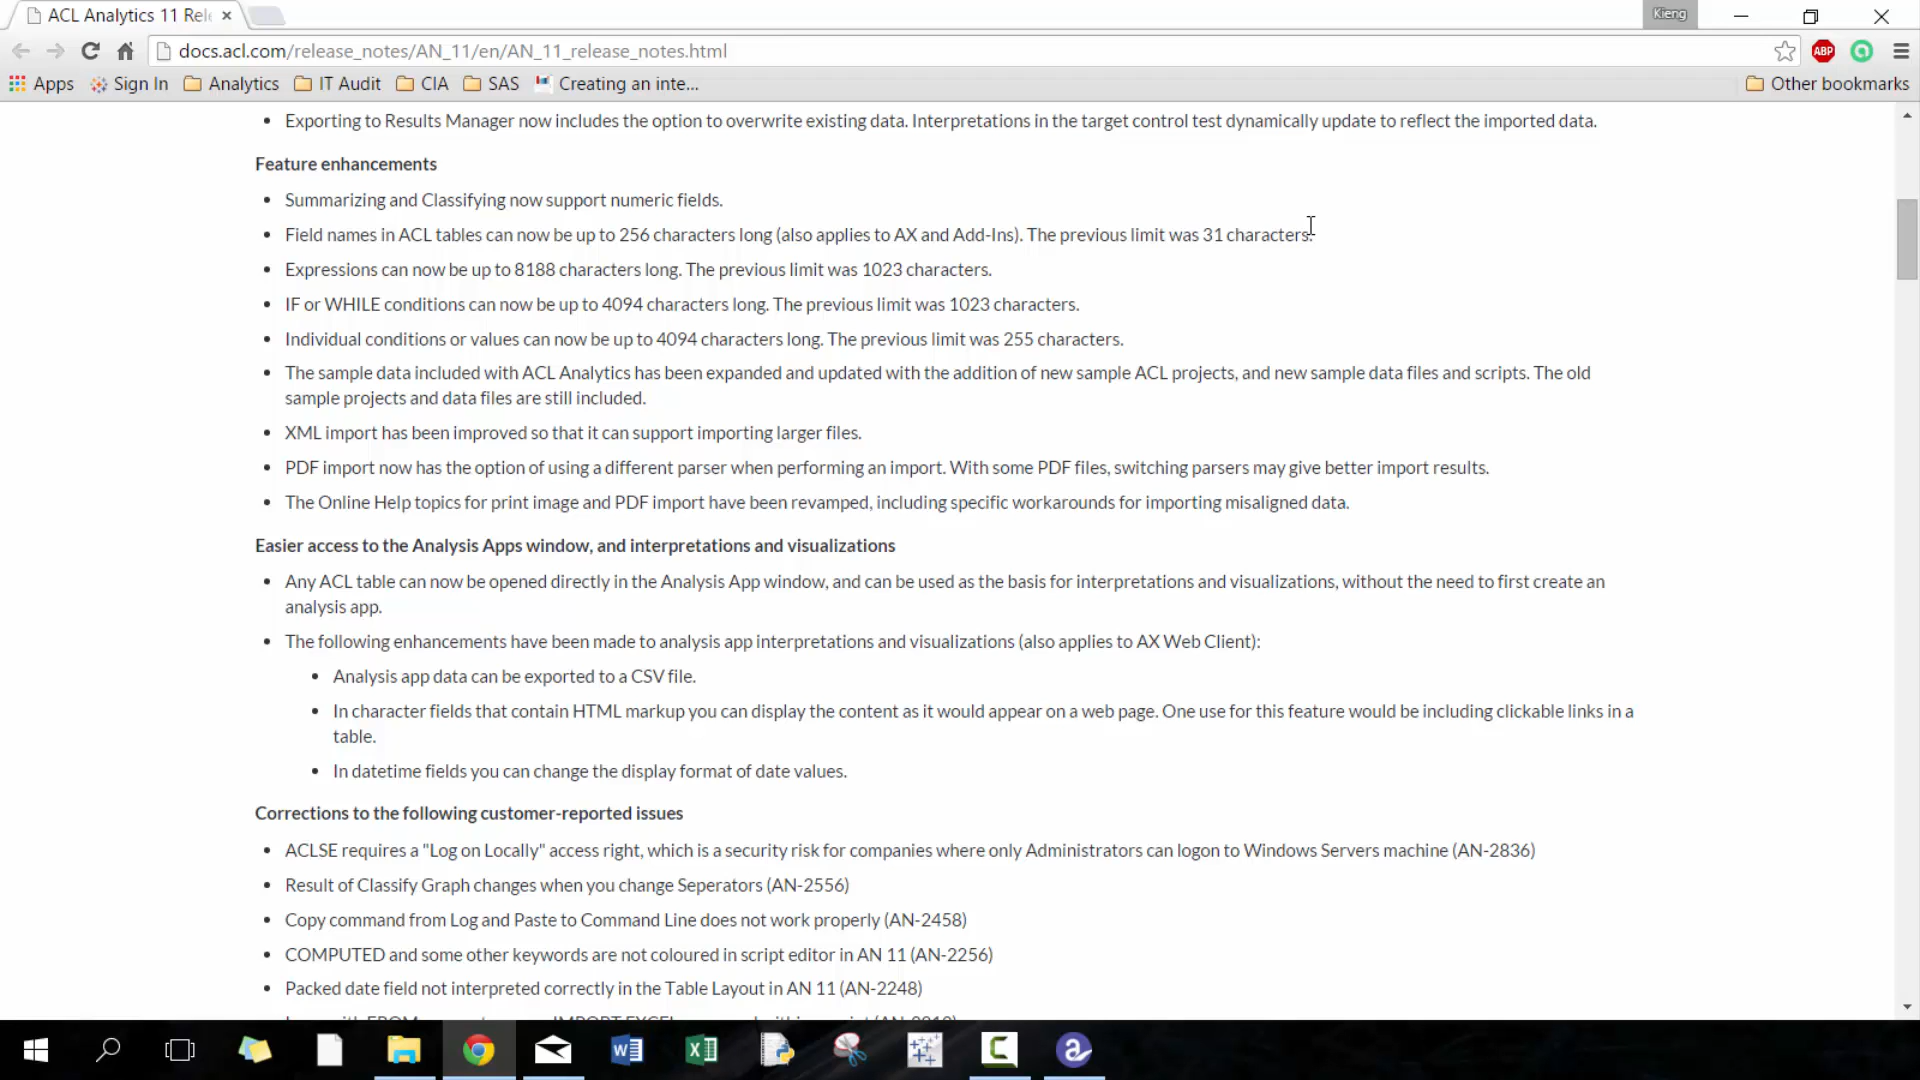 ACL Analytics 11 Rel
Kieng
docs.acl.com/release_notes/AN_11/en/AN_11_release_notes.html
ABP
Apps Sign In Analytics IT Audit CIA SAS Creating an inte... Other bookmarks
• Exporting to Results Manager now includes the option to overwrite existing data. Interpretations in the target control test dynamically update to reflect the imported data.
Feature enhancements
• Summarizing and Classifying now support numeric fields.
• Field names in ACL tables can now be up to 256 characters long (also applies to AX and Add-Ins). The previous limit was 31 characters.
• Expressions can now be up to 8188 characters long. The previous limit was 1023 characters.
• IF or WHILE conditions can now be up to 4094 characters long. The previous limit was 1023 characters.
• Individual conditions or values can now be up to 4094 characters long. The previous limit was 255 characters.
• The sample data included with ACL Analytics has been expanded and updated with the addition of new sample ACL projects, and new sample data files and scripts. The old
sample projects and data files are still included.
• XML import has been improved so that it can support importing larger files.
• PDF import now has the option of using a different parser when performing an import. With some PDF files, switching parsers may give better import results.
• The Online Help topics for print image and PDF import have been revamped, including specific workarounds for importing misaligned data.
Easier access to the Analysis Apps window, and interpretations and visualizations
• Any ACL table can now be opened directly in the Analysis App window, and can be used as the basis for interpretations and visualizations, without the need to first create an
analysis app.
• The following enhancements have been made to analysis app interpretations and visualizations (also applies to AX Web Client):
• Analysis app data can be exported to a CSV file.
• In character fields that contain HTML markup you can display the content as it would appear on a web page. One use for this feature would be including clickable links in a
table.
• In datetime fields you can change the display format of date values.
Corrections to the following customer-reported issues
• ACLSE requires a "Log on Locally" access right, which is a security risk for companies where only Administrators can logon to Windows Servers machine (AN-2836)
• Result of Classify Graph changes when you change Seperators (AN-2556)
• Copy command from Log and Paste to Command Line does not work properly (AN-2458)
• COMPUTED and some other keywords are not coloured in script editor in AN 11 (AN-2256)
• Packed date field not interpreted correctly in the Table Layout in AN 11 (AN-2248)